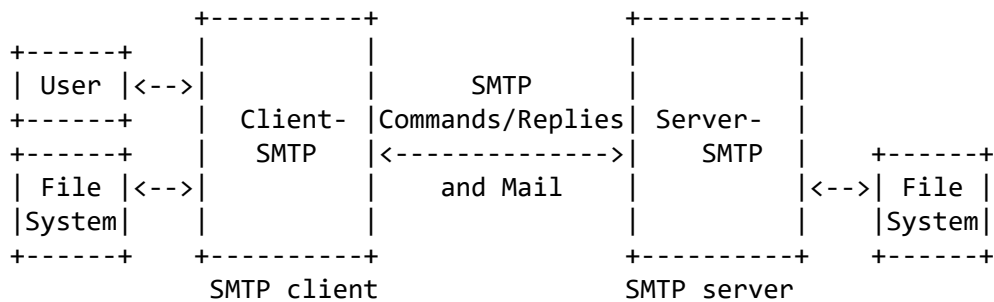 +----------+                +----------+
+------+    |          |                |          |
| User |<-->|          |      SMTP      |          |
+------+    |  Client- |Commands/Replies| Server-  |
+------+    |   SMTP   |<-------------->|    SMTP  |    +------+
| File |<-->|          |    and Mail    |          |<-->| File |
|System|    |          |                |          |    |System|
+------+    +----------+                +----------+    +------+
SMTP client                SMTP server